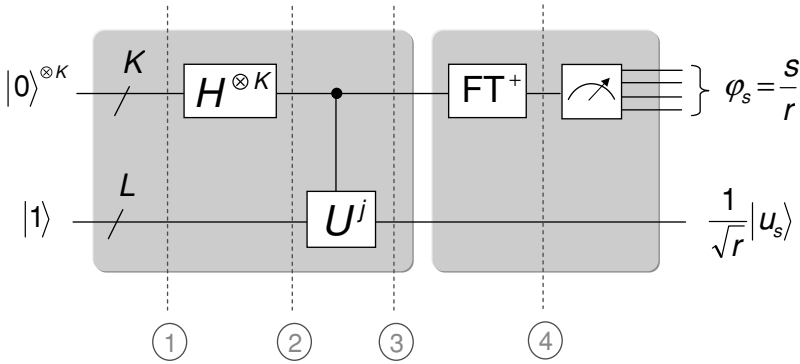 |0⟩^{⊗K} K H^{⊗K} FT^{+} φ_s = s/r
|1⟩ L U^j 1/√r |u_s⟩
1 2 3 4